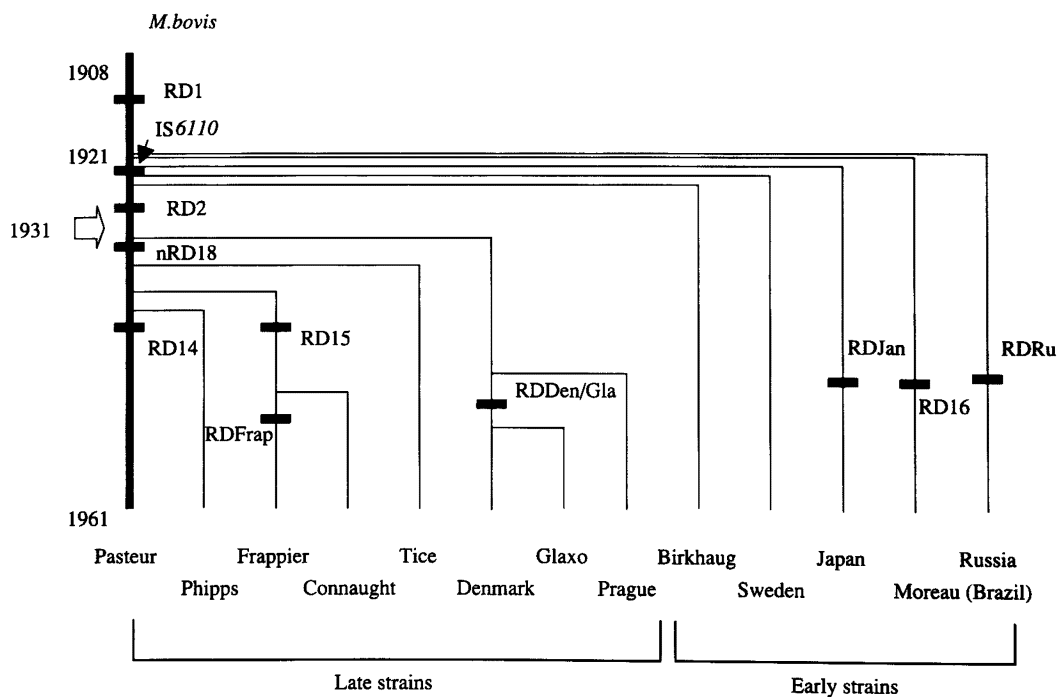 M.bovis
1908
RD1
IS6110
1921
RD2
1931
nRD18
RD14
RD15
RDJan
RDRu
RDDen/Gla
RD16
RDFrap
1961
Pasteur
Frappier
Tice
Glaxo
Birkhaug
Japan
Russia
Phipps
Connaught
Denmark
Prague
Sweden
Moreau (Brazil)
Late strains
Early strains